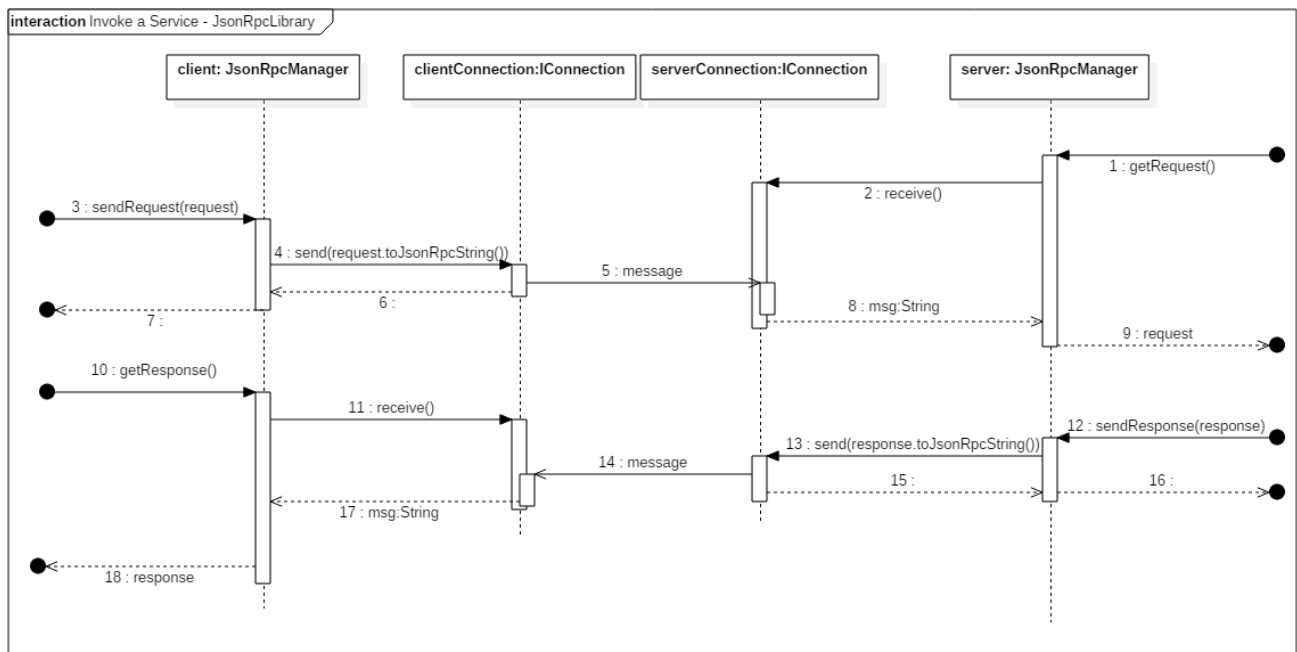 interaction Invoke a Service - JsonRpcLibrary
client: JsonRpcManager
clientConnection:IConnection
serverConnection:IConnection
server: JsonRpcManager
1 : getRequest()
2 : receive()
3 : sendRequest(request)
4 : send(request.toJsonRpcString())
5 : message
6 :
7 :
8 : msg:String
9 : request
10 : getResponse()
11 : receive()
12 : sendResponse(response)
13 : send(response.toJsonRpcString())
14 : message
15 :
16 :
17 : msg:String
18 : response